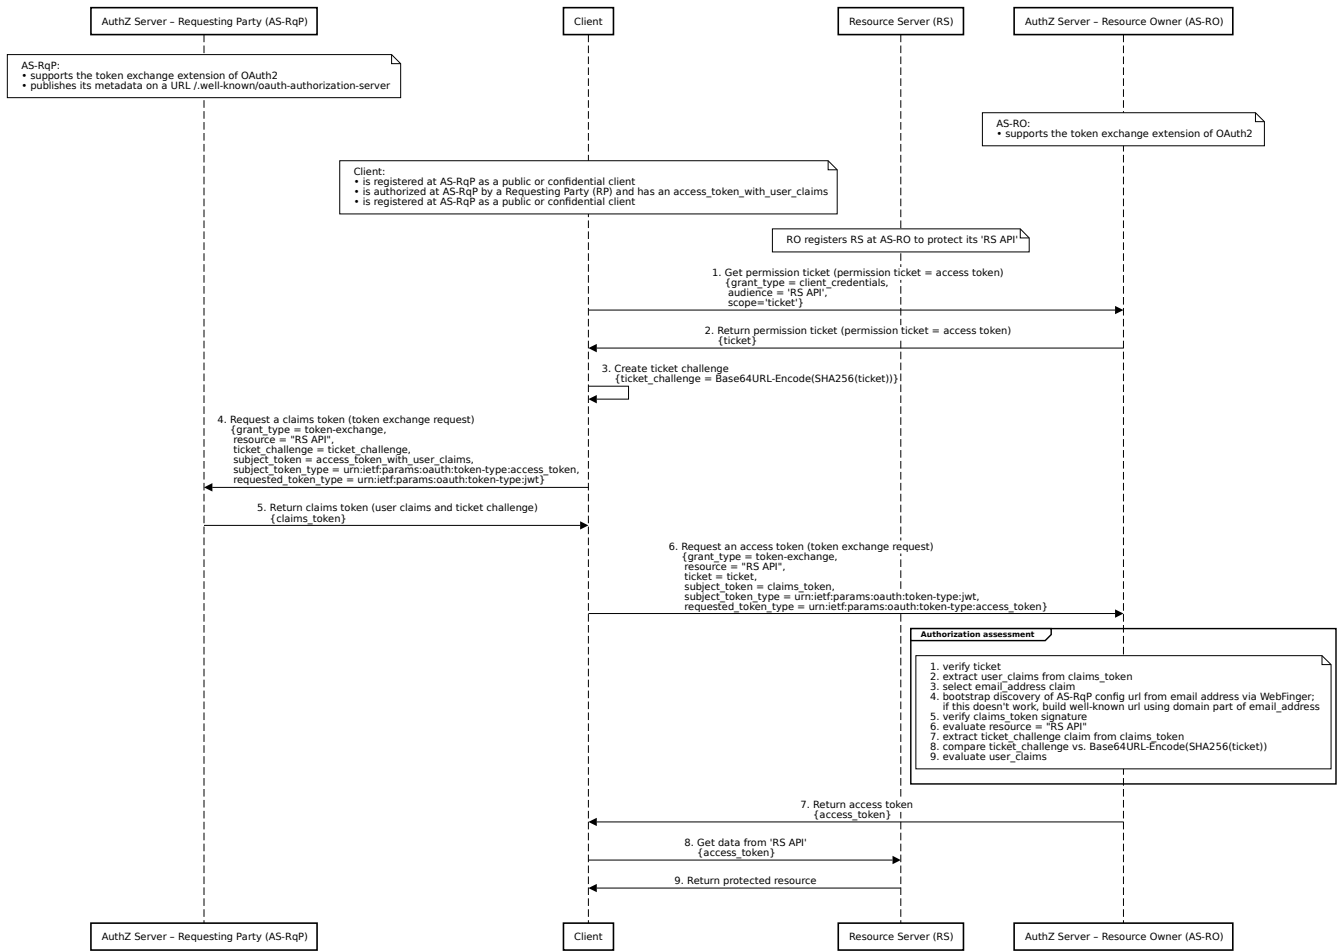 AuthZ Server – Requesting Party (AS-RqP)
Client
Resource Server (RS)
AuthZ Server – Resource Owner (AS-RO)
AS-RqP:
• supports the token exchange extension of OAuth2
• publishes its metadata on a URL /.well-known/oauth-authorization-server
AS-RO:
• supports the token exchange extension of OAuth2
Client:
• is registered at AS-RqP as a public or confidential client
• is authorized at AS-RqP by a Requesting Party (RP) and has an access_token_with_user_claims
• is registered at AS-RqP as a public or confidential client
RO registers RS at AS-RO to protect its 'RS API'
1. Get permission ticket (permission ticket = access token)
{grant_type = client_credentials,
audience = 'RS API',
scope='ticket'}
2. Return permission ticket (permission ticket = access token)
{ticket}
3. Create ticket challenge
{ticket_challenge = Base64URL-Encode(SHA256(ticket))}
4. Request a claims token (token exchange request)
{grant_type = token-exchange,
resource = "RS API",
ticket_challenge = ticket_challenge,
subject_token = access_token_with_user_claims,
subject_token_type = urn:ietf:params:oauth:token-type:access_token,
requested_token_type = urn:ietf:params:oauth:token-type:jwt}
5. Return claims token (user claims and ticket challenge)
{claims_token}
6. Request an access token (token exchange request)
{grant_type = token-exchange,
resource = "RS API",
ticket = ticket,
subject_token = claims_token,
subject_token_type = urn:ietf:params:oauth:token-type:jwt,
requested_token_type = urn:ietf:params:oauth:token-type:access_token}
Authorization assessment
1. verify ticket
2. extract user_claims from claims_token
3. select email_address claim
4. bootstrap discovery of AS-RqP config url from email address via WebFinger;
if this doesn't work, build well-known url using domain part of email_address
5. verify claims_token signature
6. evaluate resource = "RS API"
7. extract ticket_challenge claim from claims_token
8. compare ticket_challenge vs. Base64URL-Encode(SHA256(ticket))
9. evaluate user_claims
7. Return access token
{access_token}
8. Get data from 'RS API'
{access_token}
9. Return protected resource
AuthZ Server – Requesting Party (AS-RqP)
Client
Resource Server (RS)
AuthZ Server – Resource Owner (AS-RO)